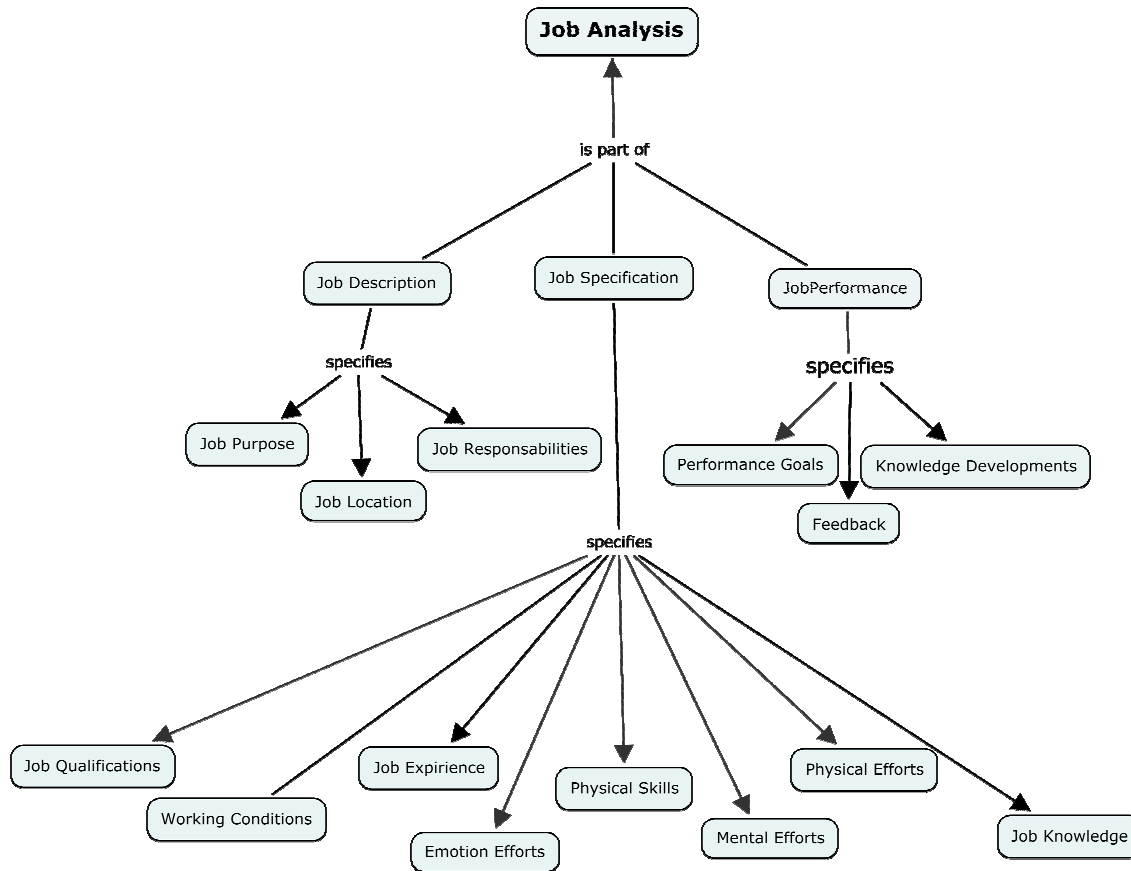 Job Analysis
is part of
Job Description
Job Specification
JobPerformance
specifies
specifies
Job Purpose
Job Responsabilities
Performance Goals
Knowledge Developments
Job Location
Feedback
specifies
Job Qualifications
Job Expirience
Physical Efforts
Physical Skills
Working Conditions
Mental Efforts
Job Knowledge
Emotion Efforts